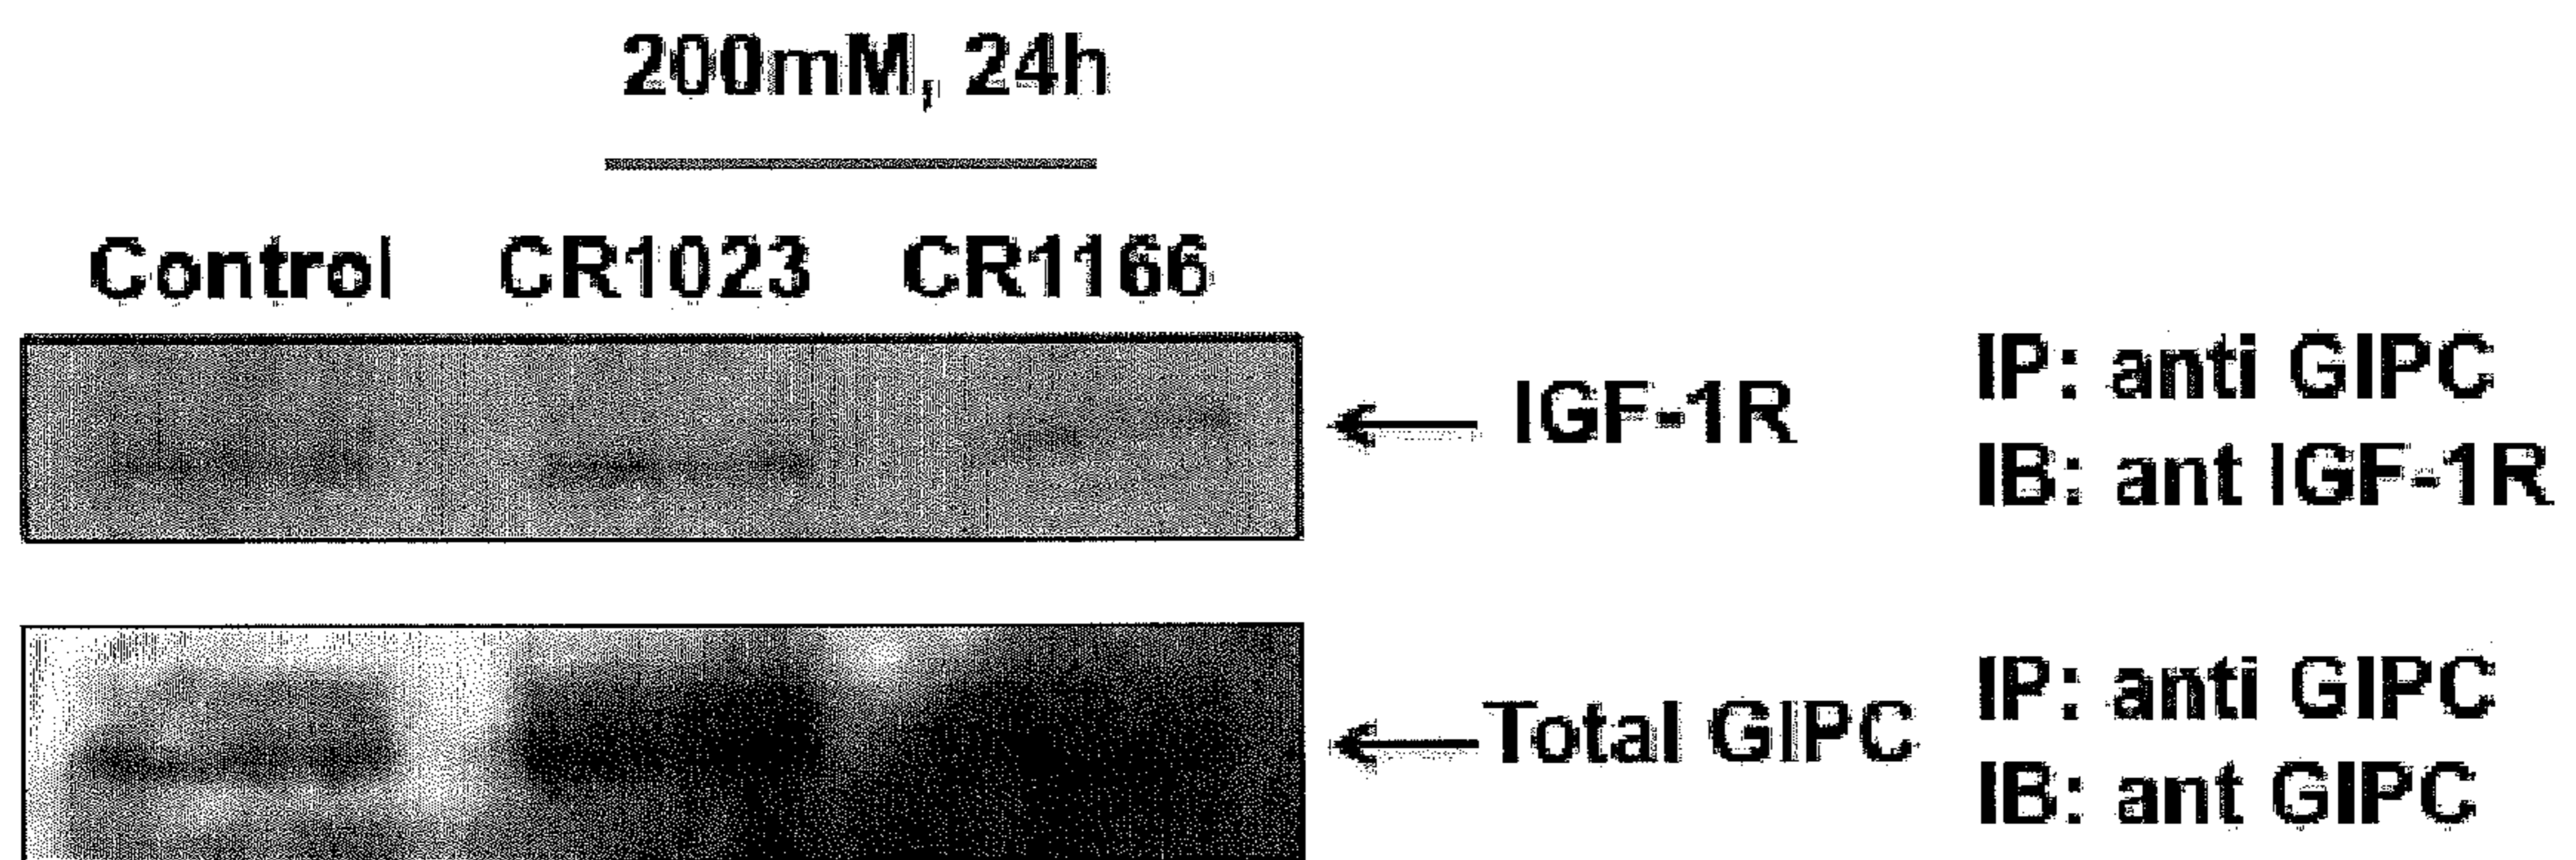 200mM, 24h
Control CR1023 CR1166
IGF-1R
IP: anti GIPC
IB: ant IGF-1R
Total GIPC
IP: anti GIPC
IB: ant GIPC